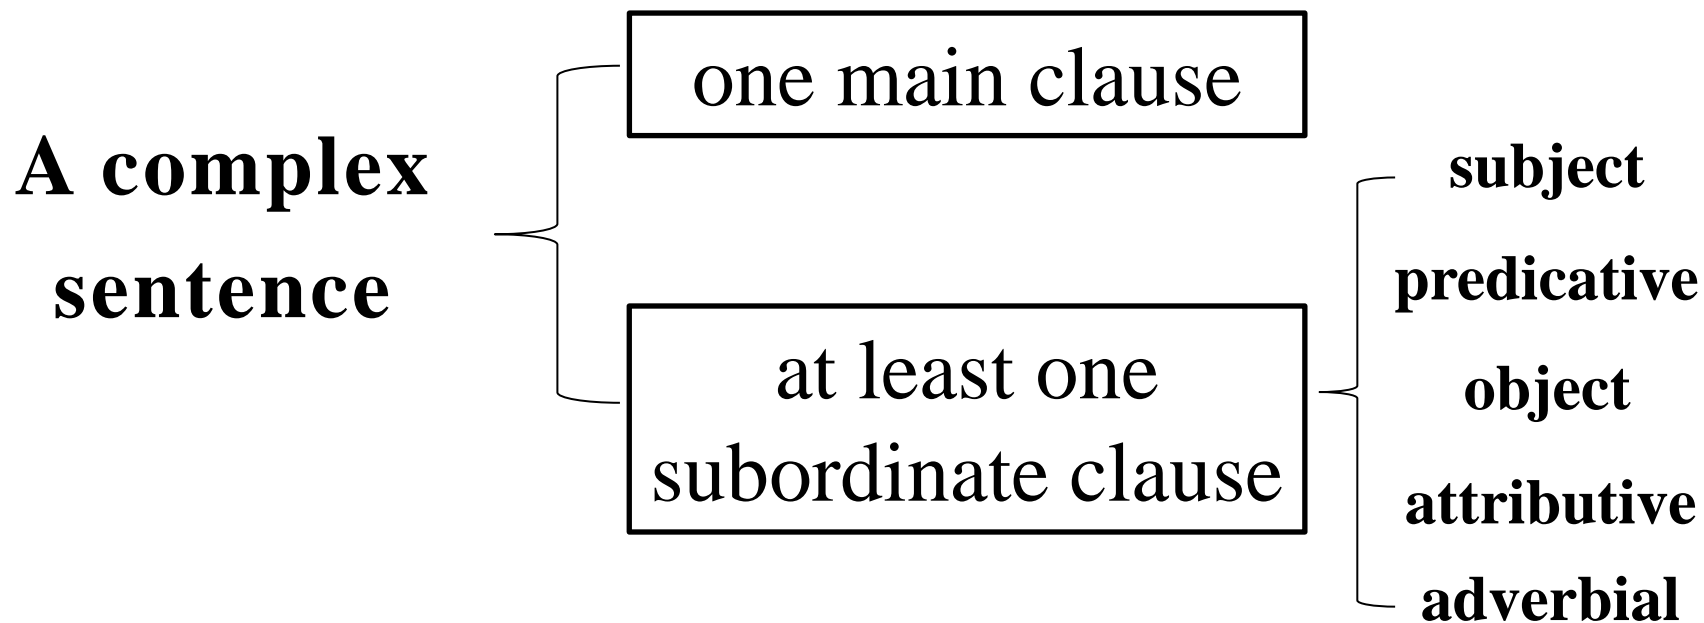 A complex
sentence
one main clause
at least one
subordinate clause
subject
predicative
object
attributive
adverbial